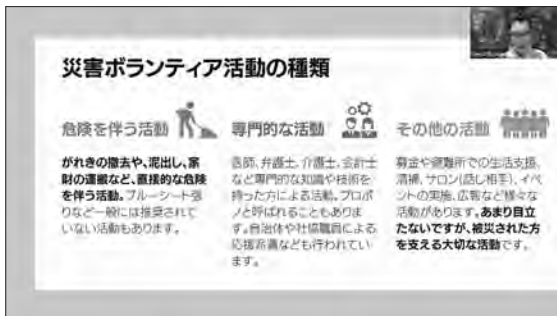 災害ボランティア活動の種類
危険を伴う活動
がれきの撤去や、泥出し、家
財の運搬など、直接的な危険
を伴う活動。ブルーシート張
りなど一般には推奨されて
いない活動もあります。
専門的な活動
医師、弁護士、介護士、会計士
など専門的な知識や技術を
持った方による活動。プロボ
ノと呼ばれることもありま
す。自治体や社協職員による
応援派遣なども行われてい
ます。
その他の活動
募金や避難所での生活支援、
清掃、サロン(話し相手)、イベ
ントの実施、広報など様々な
活動があります。あまり目立
たないですが、被災された方
を支える大切な活動です。